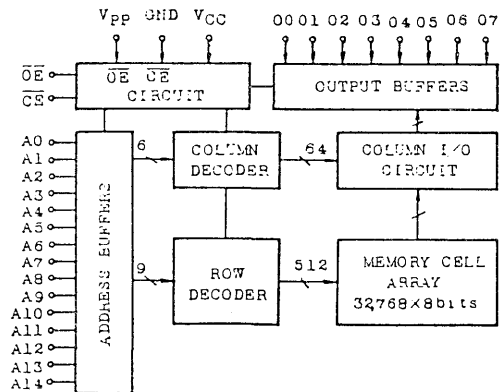 VPP GND VCC
O0 O1 O2 O3 O4 O5 O6 O7
OE
CE
OE CE
CIRCUIT
OUTPUT BUFFERS
A0
A1
A2
A3
A4
A5
A6
A7
A8
A9
A10
A11
A12
A13
A14
ADDRESS BUFFERS
6
COLUMN
DECODER
64
COLUMN I/O
CIRCUIT
9
ROW
DECODER
512
MEMORY CELL
ARRAY
32,768×8bits